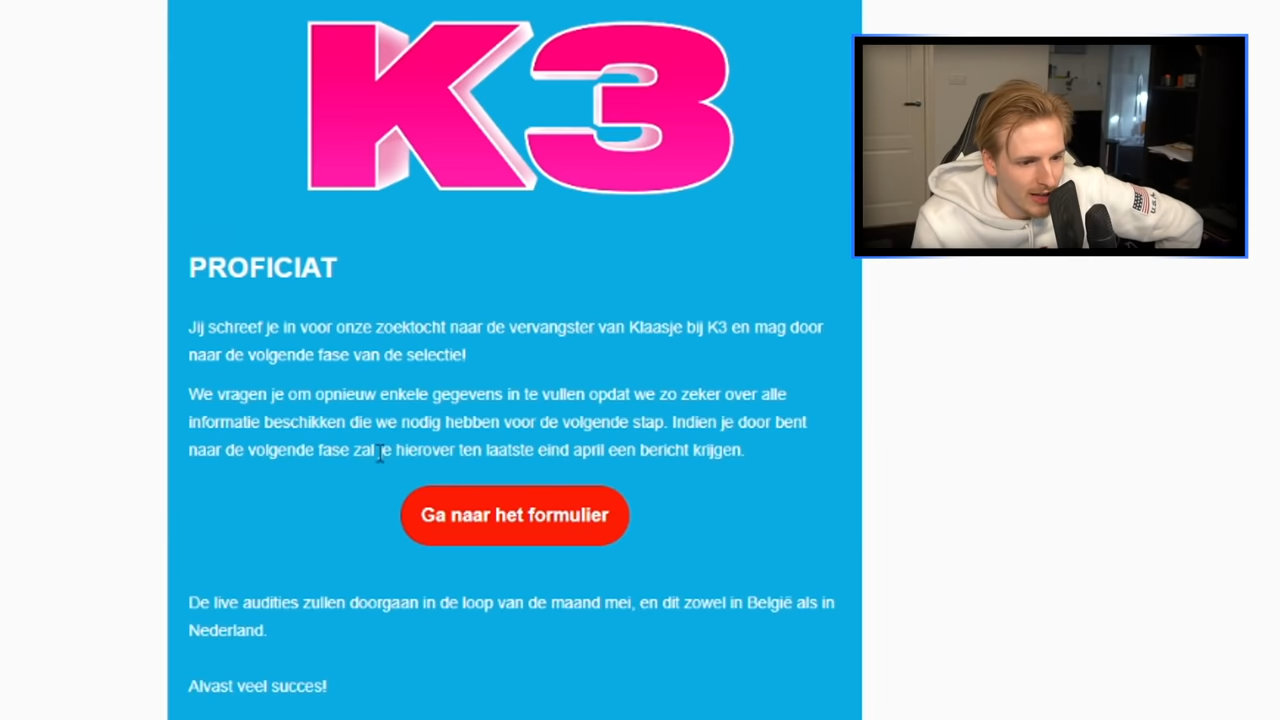 K3
PROFICIAT
Jij schreef je in voor onze zoektocht naar de vervangster van Klaasje bij K3 en mag door
naar de volgende fase van de selectie!
We vragen je om opnieuw enkele gegevens in te vullen opdat we zo zeker over alle
informatie beschikken die we nodig hebben voor de volgende stap. Indien je door bent
naar de volgende fase zal je hierover ten laatste eind april een bericht krijgen.
Ga naar het formulier
De live audities zullen doorgaan in de loop van de maand mei, en dit zowel in België als in
Nederland.
Alvast veel succes!
U.S.A